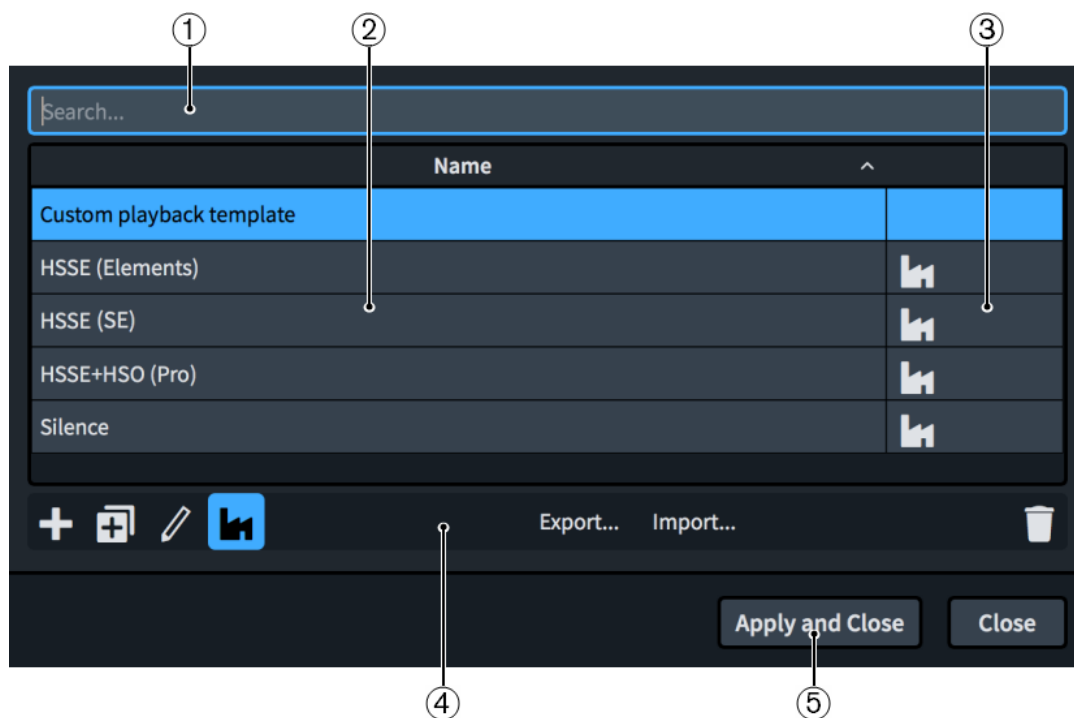 ① ② ③
Search...
Name
Custom playback template
HSSE (Elements)
HSSE (SE)
HSSE+HSO (Pro)
Silence
Export... Import...
Apply and Close Close
④ ⑤